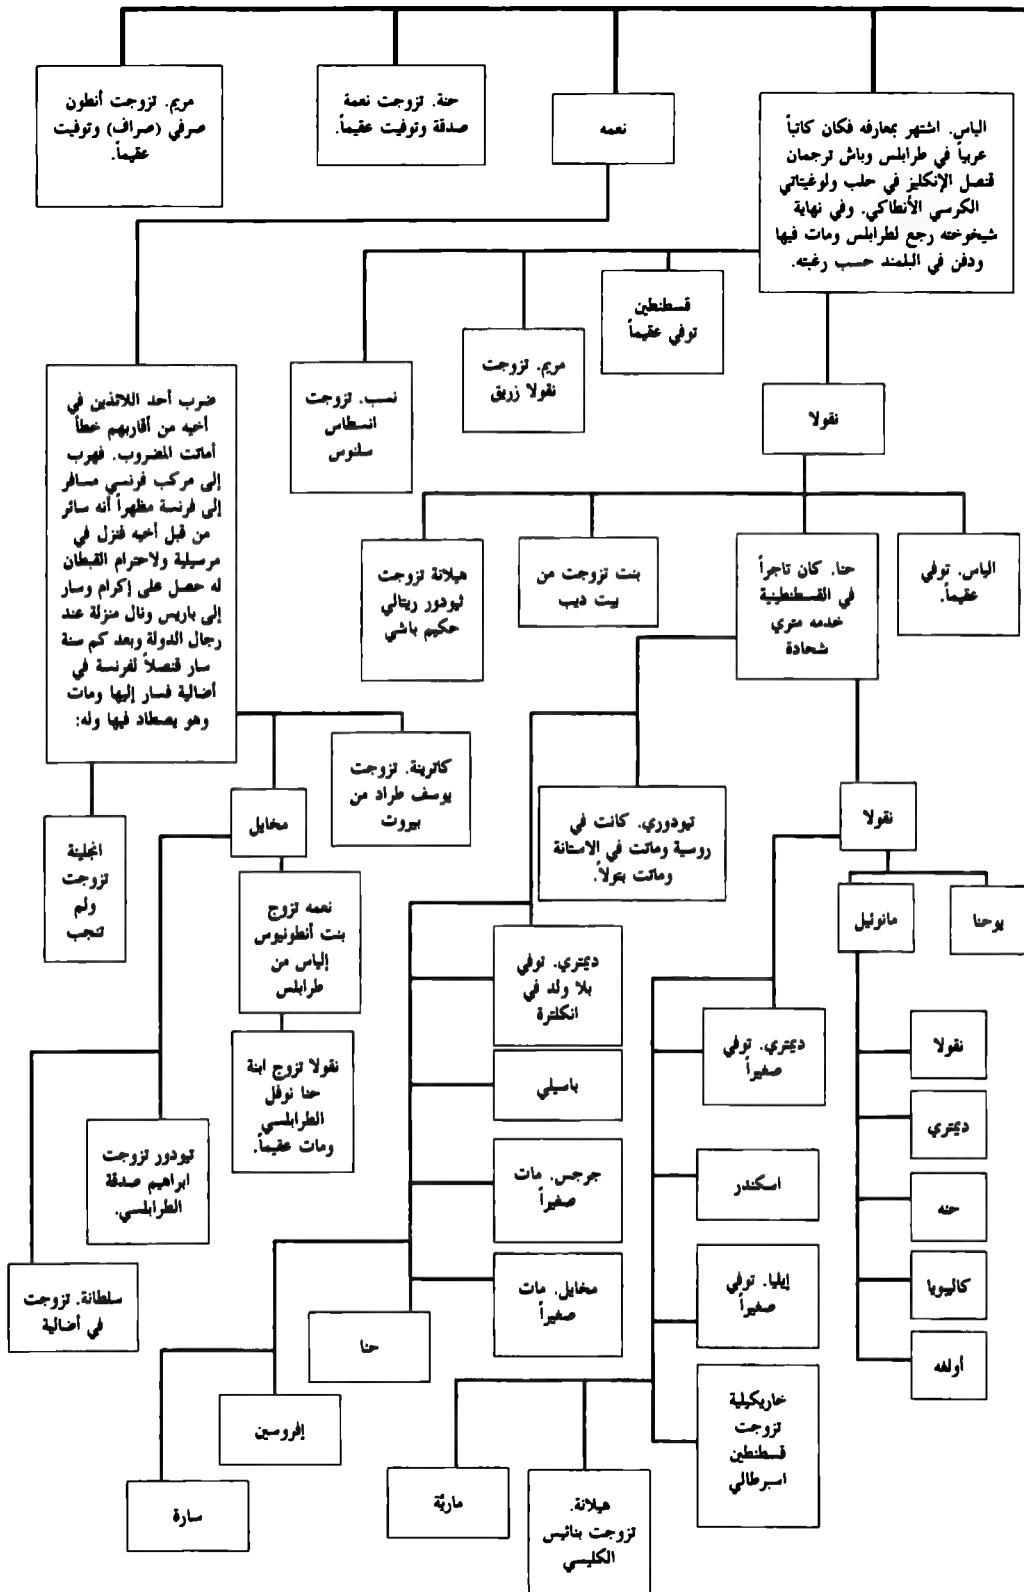 الياس. اشتهر بمعارفه فكان كاتباً
عربياً في طرابلس وباش ترجمان
قنصل الإنكليز في حلب ولوغيتاتي
الكرسي الأنطاكي. وفي نهاية
شيخوخته رجع لطرابلس ومات فيها
ودفن في البلمند حسب رغبته.
نعمه
حنة. تزوجت نعمة
صدقة وتوفيت عقيماً.
مريم. تزوجت أنطون
صرفي (صراف) وتوفيت
عقيماً.
قسطنطين
توفي عقيماً
مريم. تزوجت
نقولا زريق
نسب. تزوجت
انسطاس
سلنوس
نقولا
ضرب أحد اللائذين في
أخيه من أقاربهم خطأ
أماتت المضروب. فهرب
إلى مركب فرنسي مسافر
إلى فرنسة مظهراً أنه سائر
من قبل أخيه فنزل في
مرسيلية ولاحترام القبطان
له حصل على إكرام وسار
إلى باريس ونال منزلة عند
رجال الدولة وبعد كم سنة
سار قنصلاً لفرنسة في
أضالية فسار إليها ومات
وهو يصطاد فيها وله:
الياس. توفي
عقيماً.
حنا. كان تاجراً
في القسطنطينية
خدمه متري
شحادة
بنت تزوجت من
بيت ديب
هيلانة تزوجت
ثيودور ريتالي
حكيم باشي
كاترينة. تزوجت
يوسف طراد من
بيروت
مخايل
انجلينة
تزوجت
ولم
تنجب
نقولا
تيودوري. كانت في
روسية وماتت في الاستانة
وماتت بتولاً.
يوحنا
مانوئيل
نعمه تزوج
بنت أنطونيوس
إلياس من
طرابلس
ديمتري. توفي
بلا ولد في
انكلترة
نقولا
ديمتري. توفي
صغيراً
نقولا تزوج ابنة
حنا نوفل
الطرابلسي
ومات عقيماً.
باسيلي
ديمتري
تيودور تزوجت
ابراهيم صدقة
الطرابلسي.
جرجس. مات
صغيراً
اسكندر
حنه
سلطانة. تزوجت
في أضالية
مخايل. مات
صغيراً
إيليا. توفي
صغيراً
كاليبويا
حنا
أولغه
خاريكيلية
تزوجت
قسطنطين
اسبرطالي
إفروسين
هيلانة.
تزوجت بنائيس
الكليسي
ماريّة
سارة